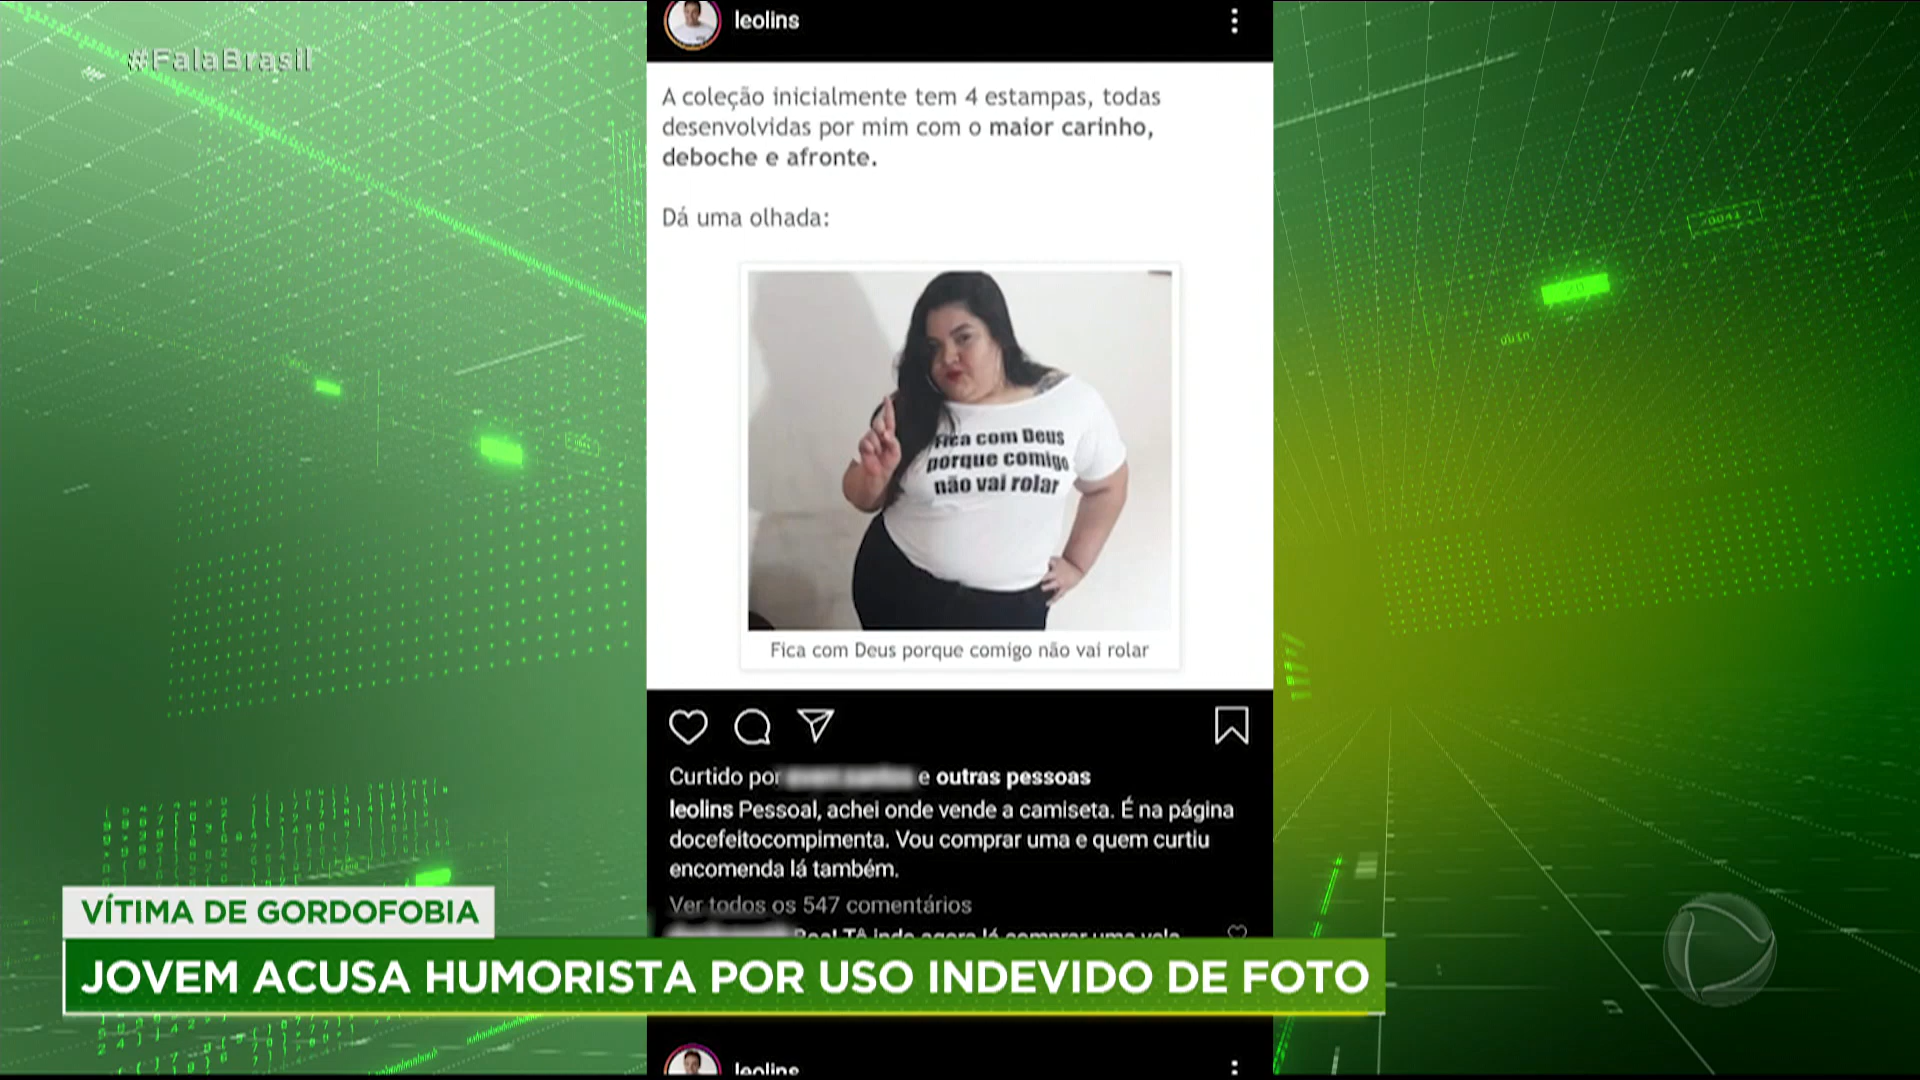 #FalaBrasil
leolins
A coleção inicialmente tem 4 estampas, todas
desenvolvidas por mim com o maior carinho,
deboche e afronte.
Dá uma olhada:
Fica com Deus
porque comigo
não vai rolar
Fica com Deus porque comigo não vai rolar
Curtido por e outras pessoas
leolins Pessoal, achei onde vende a camiseta. É na página
docefeitocompimenta. Vou comprar uma e quem curtiu
encomenda lá também.
Ver todos os 547 comentários
VÍTIMA DE GORDOFOBIA
JOVEM ACUSA HUMORISTA POR USO INDEVIDO DE FOTO
leolins